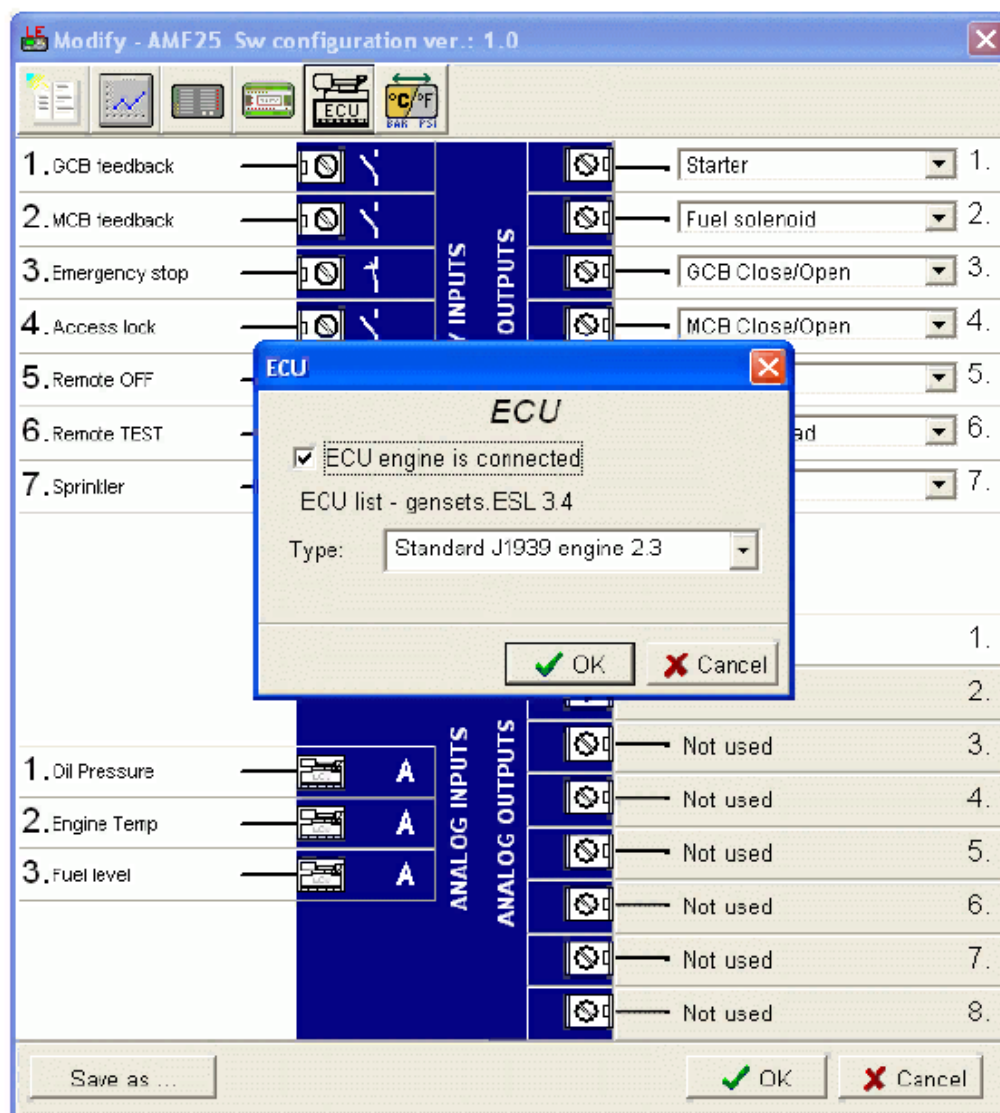 Modify - AMF25 Sw configuration ver.: 1.0
ECU
°C/°F
BAR PSI
1. GCB feedback
Starter 1.
2. MCB feedback
Fuel solenoid 2.
3. Emergency stop
GCB Close/Open 3.
4. Access lock
MCB Close/Open 4.
5. Remote OFF
5.
6. Remote TEST
6.
7. Sprinkler
7.
INPUTS
OUTPUTS
ECU
ECU
ECU engine is connected
ECU list - gensets.ESL 3.4
Type: Standard J1939 engine 2.3
OK Cancel
1.
2.
1. Oil Pressure A
2. Engine Temp A
3. Fuel level A
ANALOG INPUTS
ANALOG OUTPUTS
Not used 3.
Not used 4.
Not used 5.
Not used 6.
Not used 7.
Not used 8.
Save as ... OK Cancel